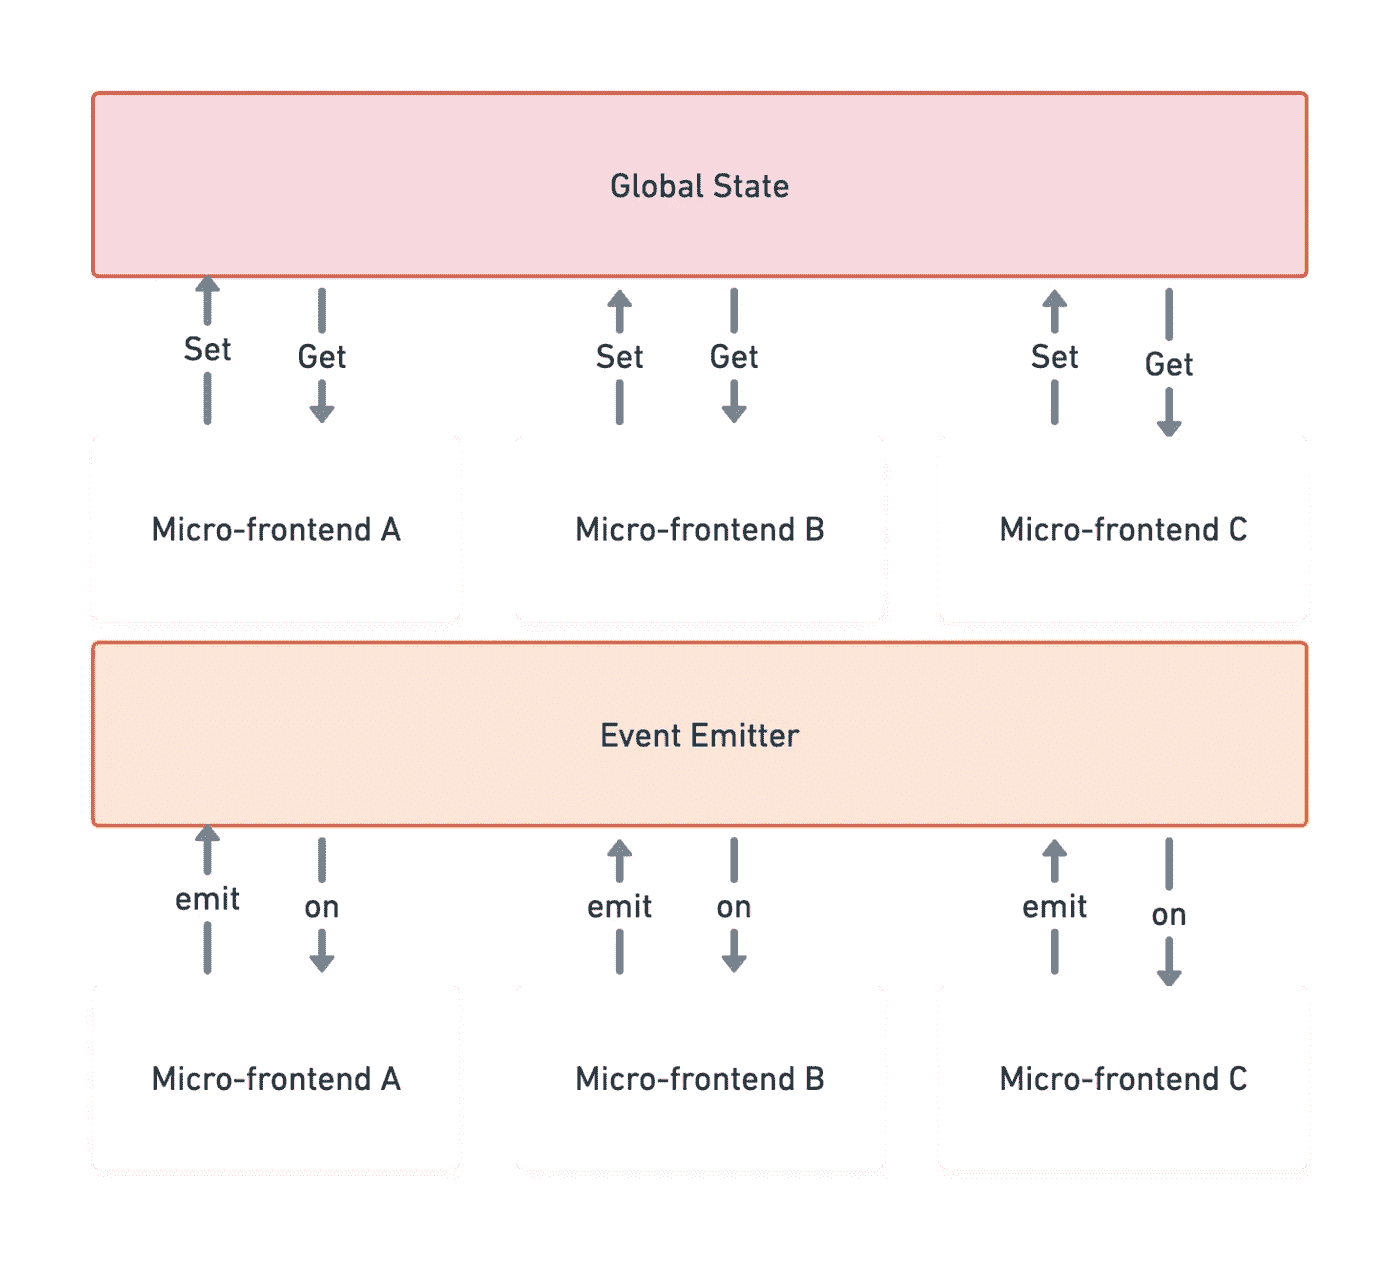 Global State
Set Get Set Get Set Get
Micro-frontend A Micro-frontend B Micro-frontend C
Event Emitter
emit on emit on emit on
Micro-frontend A Micro-frontend B Micro-frontend C